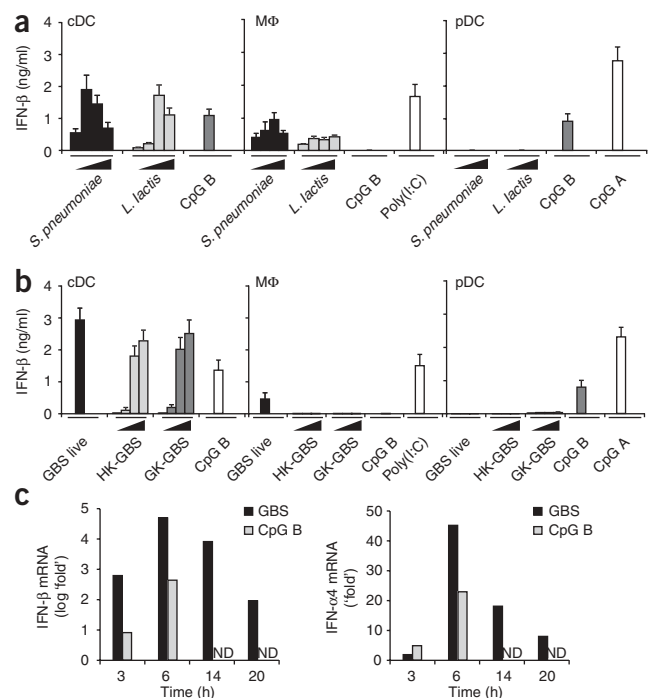 a
cDC
MΦ
pDC
IFN-β (ng/ml)
4
3
2
1
0
S. pneumoniae
L. lactis
CpG B
S. pneumoniae
L. lactis
CpG B
Poly(I:C)
S. pneumoniae
L. lactis
CpG B
CpG A
b
cDC
MΦ
pDC
IFN-β (ng/ml)
4
3
2
1
0
GBS live
HK-GBS
GK-GBS
CpG B
GBS live
HK-GBS
GK-GBS
CpG B
Poly(I:C)
GBS live
HK-GBS
GK-GBS
CpG B
CpG A
c
IFN-β mRNA
(log 'fold')
5
4
3
2
1
0
GBS
CpG B
ND
ND
3 6 14 20
Time (h)
IFN-α4 mRNA
('fold')
50
40
30
20
10
0
GBS
CpG B
ND
ND
3 6 14 20
Time (h)